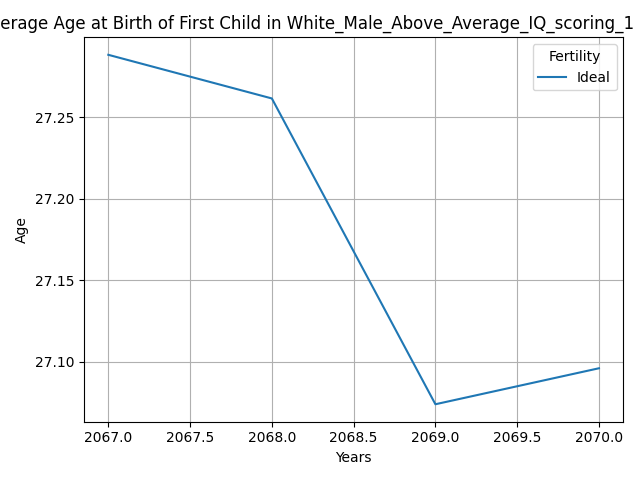 erage Age at Birth of First Child in White_Male_Above_Average_IQ_scoring_1
Fertility
Ideal
27.25
27.20
27.15
27.10
Age
2067.0 2067.5 2068.0 2068.5 2069.0 2069.5 2070.0
Years